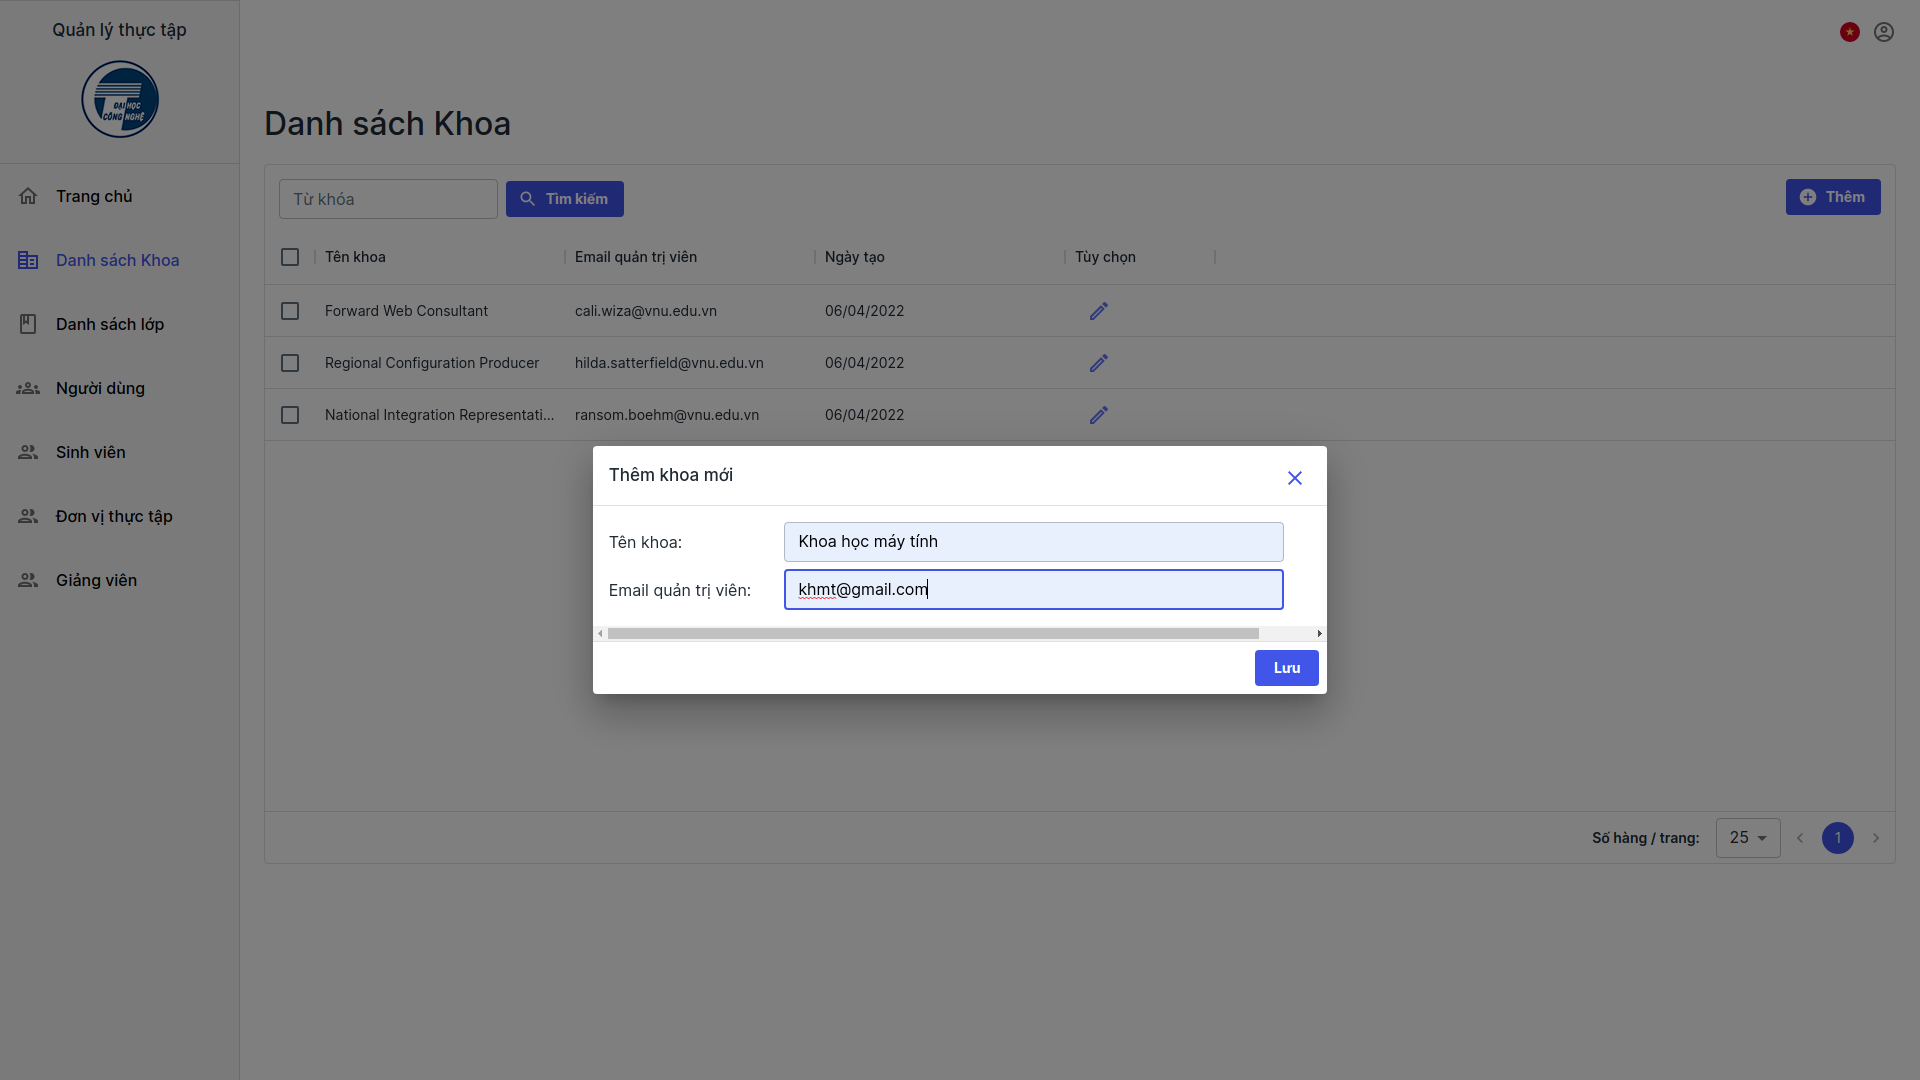 Quản lý thực tập
ĐẠI HỌC
CÔNG NGHỆ
Trang chủ
Danh sách Khoa
Danh sách lớp
Người dùng
Sinh viên
Đơn vị thực tập
Giảng viên
Danh sách Khoa
Từ khóa
Tìm kiếm
Thêm
Tên khoa Email quản trị viên Ngày tạo Tùy chọn
Forward Web Consultant cali.wiza@vnu.edu.vn 06/04/2022
Regional Configuration Producer hilda.satterfield@vnu.edu.vn 06/04/2022
National Integration Representati... ransom.boehm@vnu.edu.vn 06/04/2022
Thêm khoa mới
Tên khoa: Khoa học máy tính
Email quản trị viên: khmt@gmail.com
Lưu
Số hàng / trang: 25 1